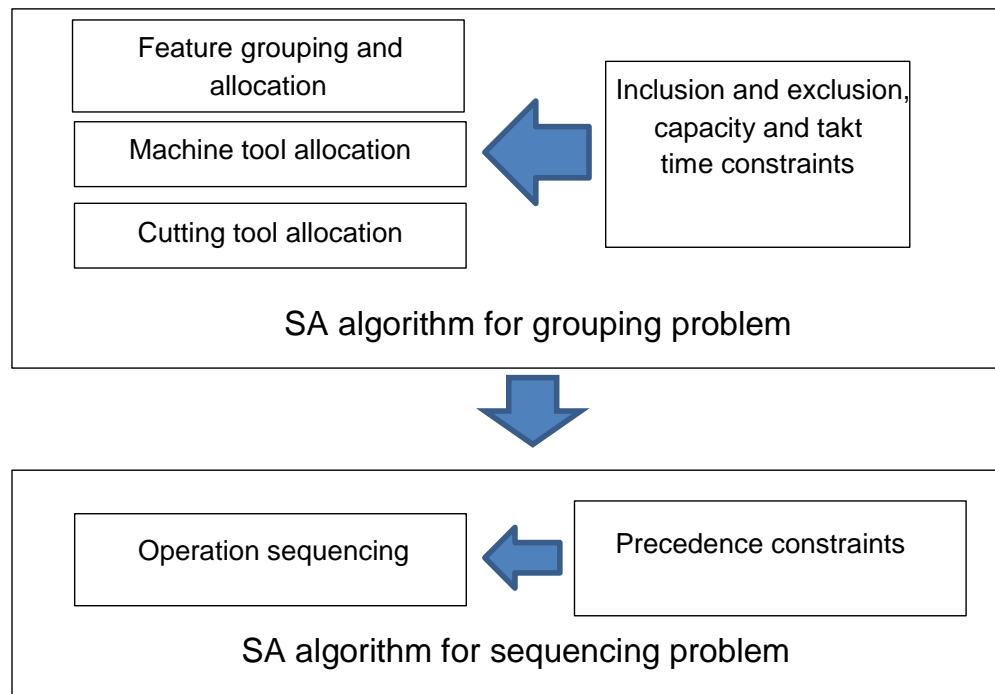 Feature grouping and
allocation
Machine tool allocation
Cutting tool allocation
Inclusion and exclusion,
capacity and takt
time constraints
SA algorithm for grouping problem
Operation sequencing
Precedence constraints
SA algorithm for sequencing problem